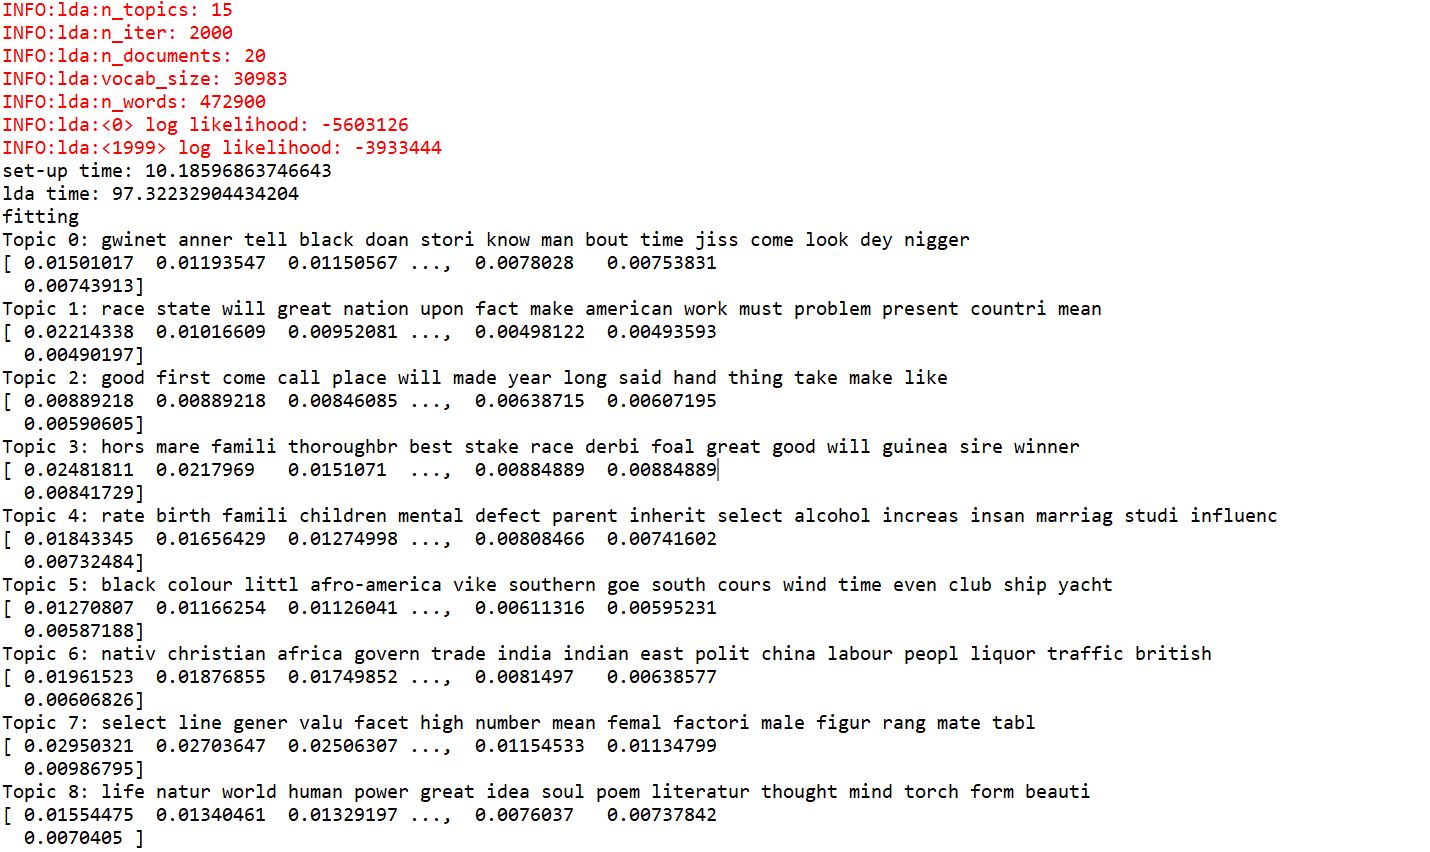 INFO:lda:n_topics: 15
INFO:lda:n_iter: 2000
INFO:lda:n_documents: 20
INFO:lda:vocab_size: 30983
INFO:lda:n_words: 472900
INFO:lda:<0> log likelihood: -5603126
INFO:lda:<1999> log likelihood: -3933444
set-up time: 10.18596863746643
lda time: 97.32232904434204
fitting
Topic 0: gwinet anner tell black doan stori know man bout time jiss come look dey nigger
[ 0.01501017  0.01193547  0.01150567 ...,  0.0078028   0.00753831
  0.00743913]
Topic 1: race state will great nation upon fact make american work must problem present countri mean
[ 0.02214338  0.01016609  0.00952081 ...,  0.00498122  0.00493593
  0.00490197]
Topic 2: good first come call place will made year long said hand thing take make like
[ 0.00889218  0.00889218  0.00846085 ...,  0.00638715  0.00607195
  0.00590605]
Topic 3: hors mare famili thoroughbr best stake race derbi foal great good will guinea sire winner
[ 0.02481811  0.0217969   0.0151071  ...,  0.00884889  0.00884889
  0.00841729]
Topic 4: rate birth famili children mental defect parent inherit select alcohol increas insan marriag studi influenc
[ 0.01843345  0.01656429  0.01274998 ...,  0.00808466  0.00741602
  0.00732484]
Topic 5: black colour littl afro-america vike southern goe south cours wind time even club ship yacht
[ 0.01270807  0.01166254  0.01126041 ...,  0.00611316  0.00595231
  0.00587188]
Topic 6: nativ christian africa govern trade india indian east polit china labour peopl liquor traffic british
[ 0.01961523  0.01876855  0.01749852 ...,  0.0081497   0.00638577
  0.00606826]
Topic 7: select line gener valu facet high number mean femal factori male figur rang mate tabl
[ 0.02950321  0.02703647  0.02506307 ...,  0.01154533  0.01134799
  0.00986795]
Topic 8: life natur world human power great idea soul poem literatur thought mind torch form beauti
[ 0.01554475  0.01340461  0.01329197 ...,  0.0076037   0.00737842
  0.0070405 ]